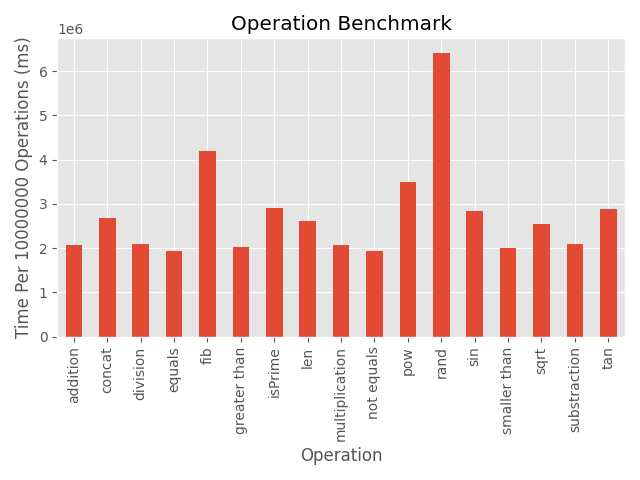 Operation Benchmark
1e6
Time Per 10000000 Operations (ms)
6
5
4
3
2
1
0
addition
concat
division
equals
fib
greater than
isPrime
len
multiplication
not equals
pow
rand
sin
smaller than
sqrt
substraction
tan
Operation